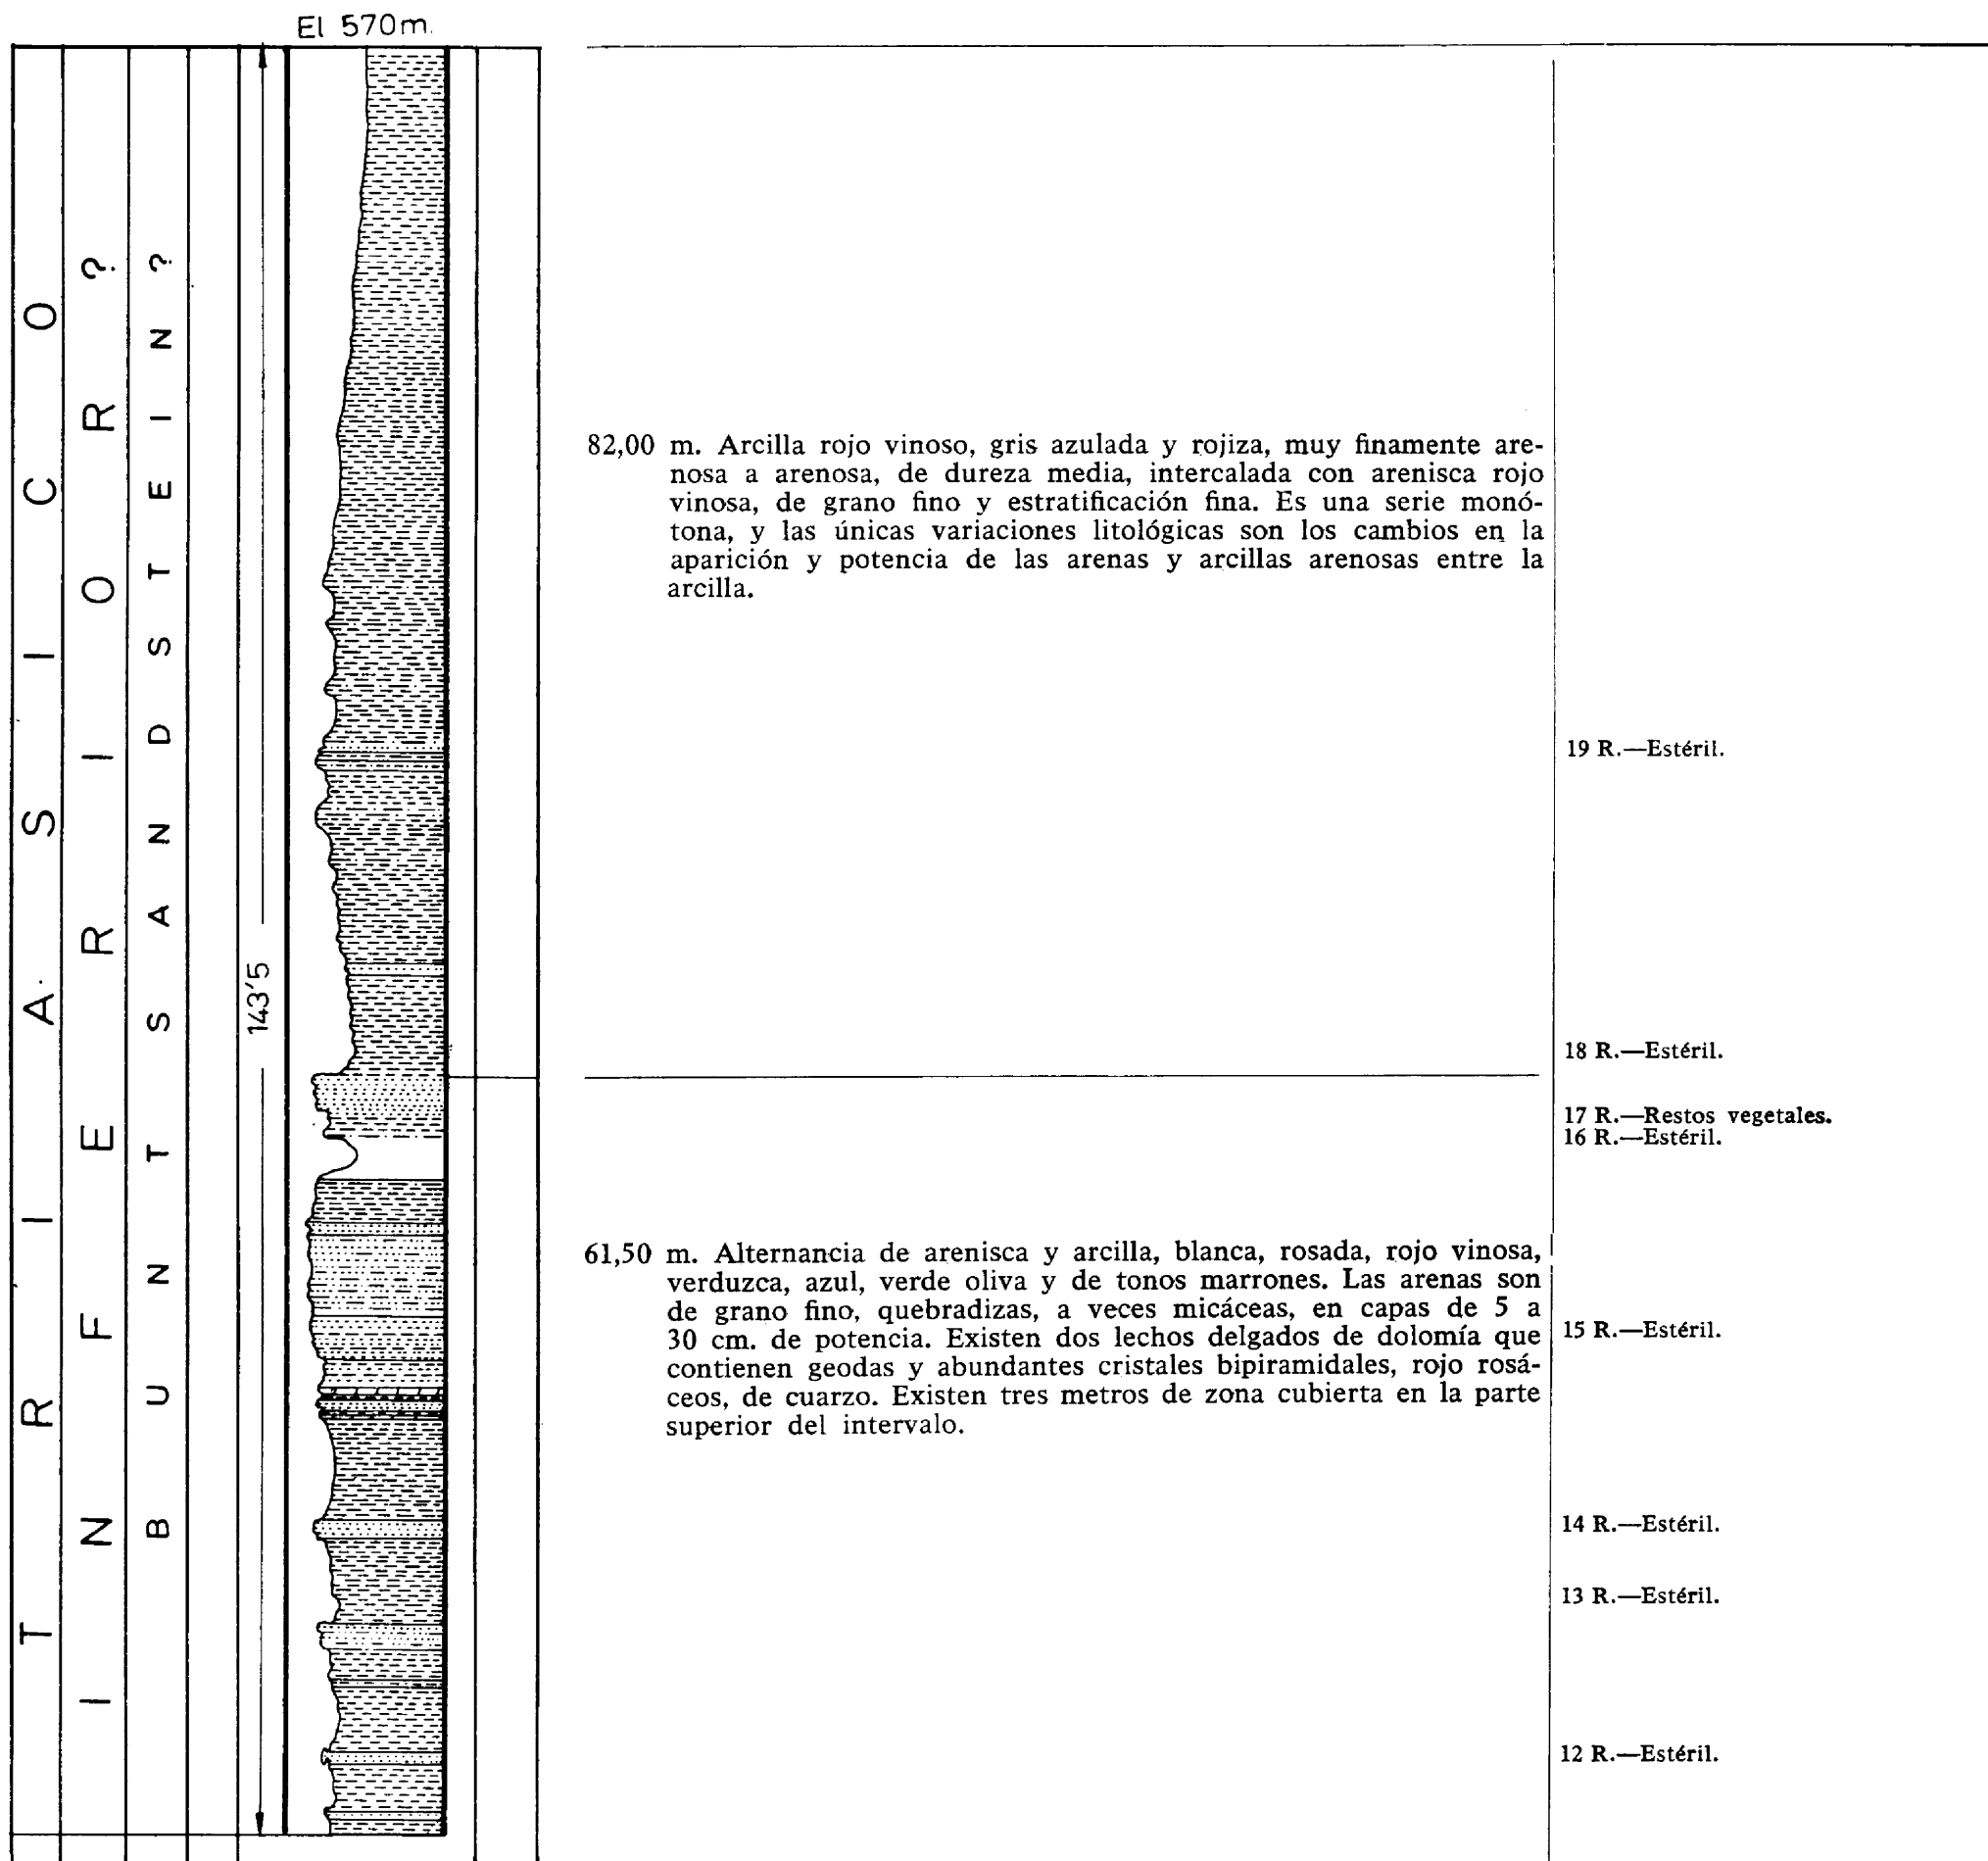 El 570m.
TRIASICO
INFERIOR?
BUNTSANDSTEIN?
143'5
82,00 m. Arcilla rojo vinoso, gris azulada y rojiza, muy finamente are-
nosa a arenosa, de dureza media, intercalada con arenisca rojo
vinosa, de grano fino y estratificación fina. Es una serie monó-
tona, y las únicas variaciones litológicas son los cambios en la
aparición y potencia de las arenas y arcillas arenosas entre la
arcilla.
19 R.—Estéril.
18 R.—Estéril.
17 R.—Restos vegetales.
16 R.—Estéril.
61,50 m. Alternancia de arenisca y arcilla, blanca, rosada, rojo vinosa,
verduzca, azul, verde oliva y de tonos marrones. Las arenas son
de grano fino, quebradizas, a veces micáceas, en capas de 5 a
30 cm. de potencia. Existen dos lechos delgados de dolomía que
contienen geodas y abundantes cristales bipiramidales, rojo rosá-
ceos, de cuarzo. Existen tres metros de zona cubierta en la parte
superior del intervalo.
15 R.—Estéril.
14 R.—Estéril.
13 R.—Estéril.
12 R.—Estéril.